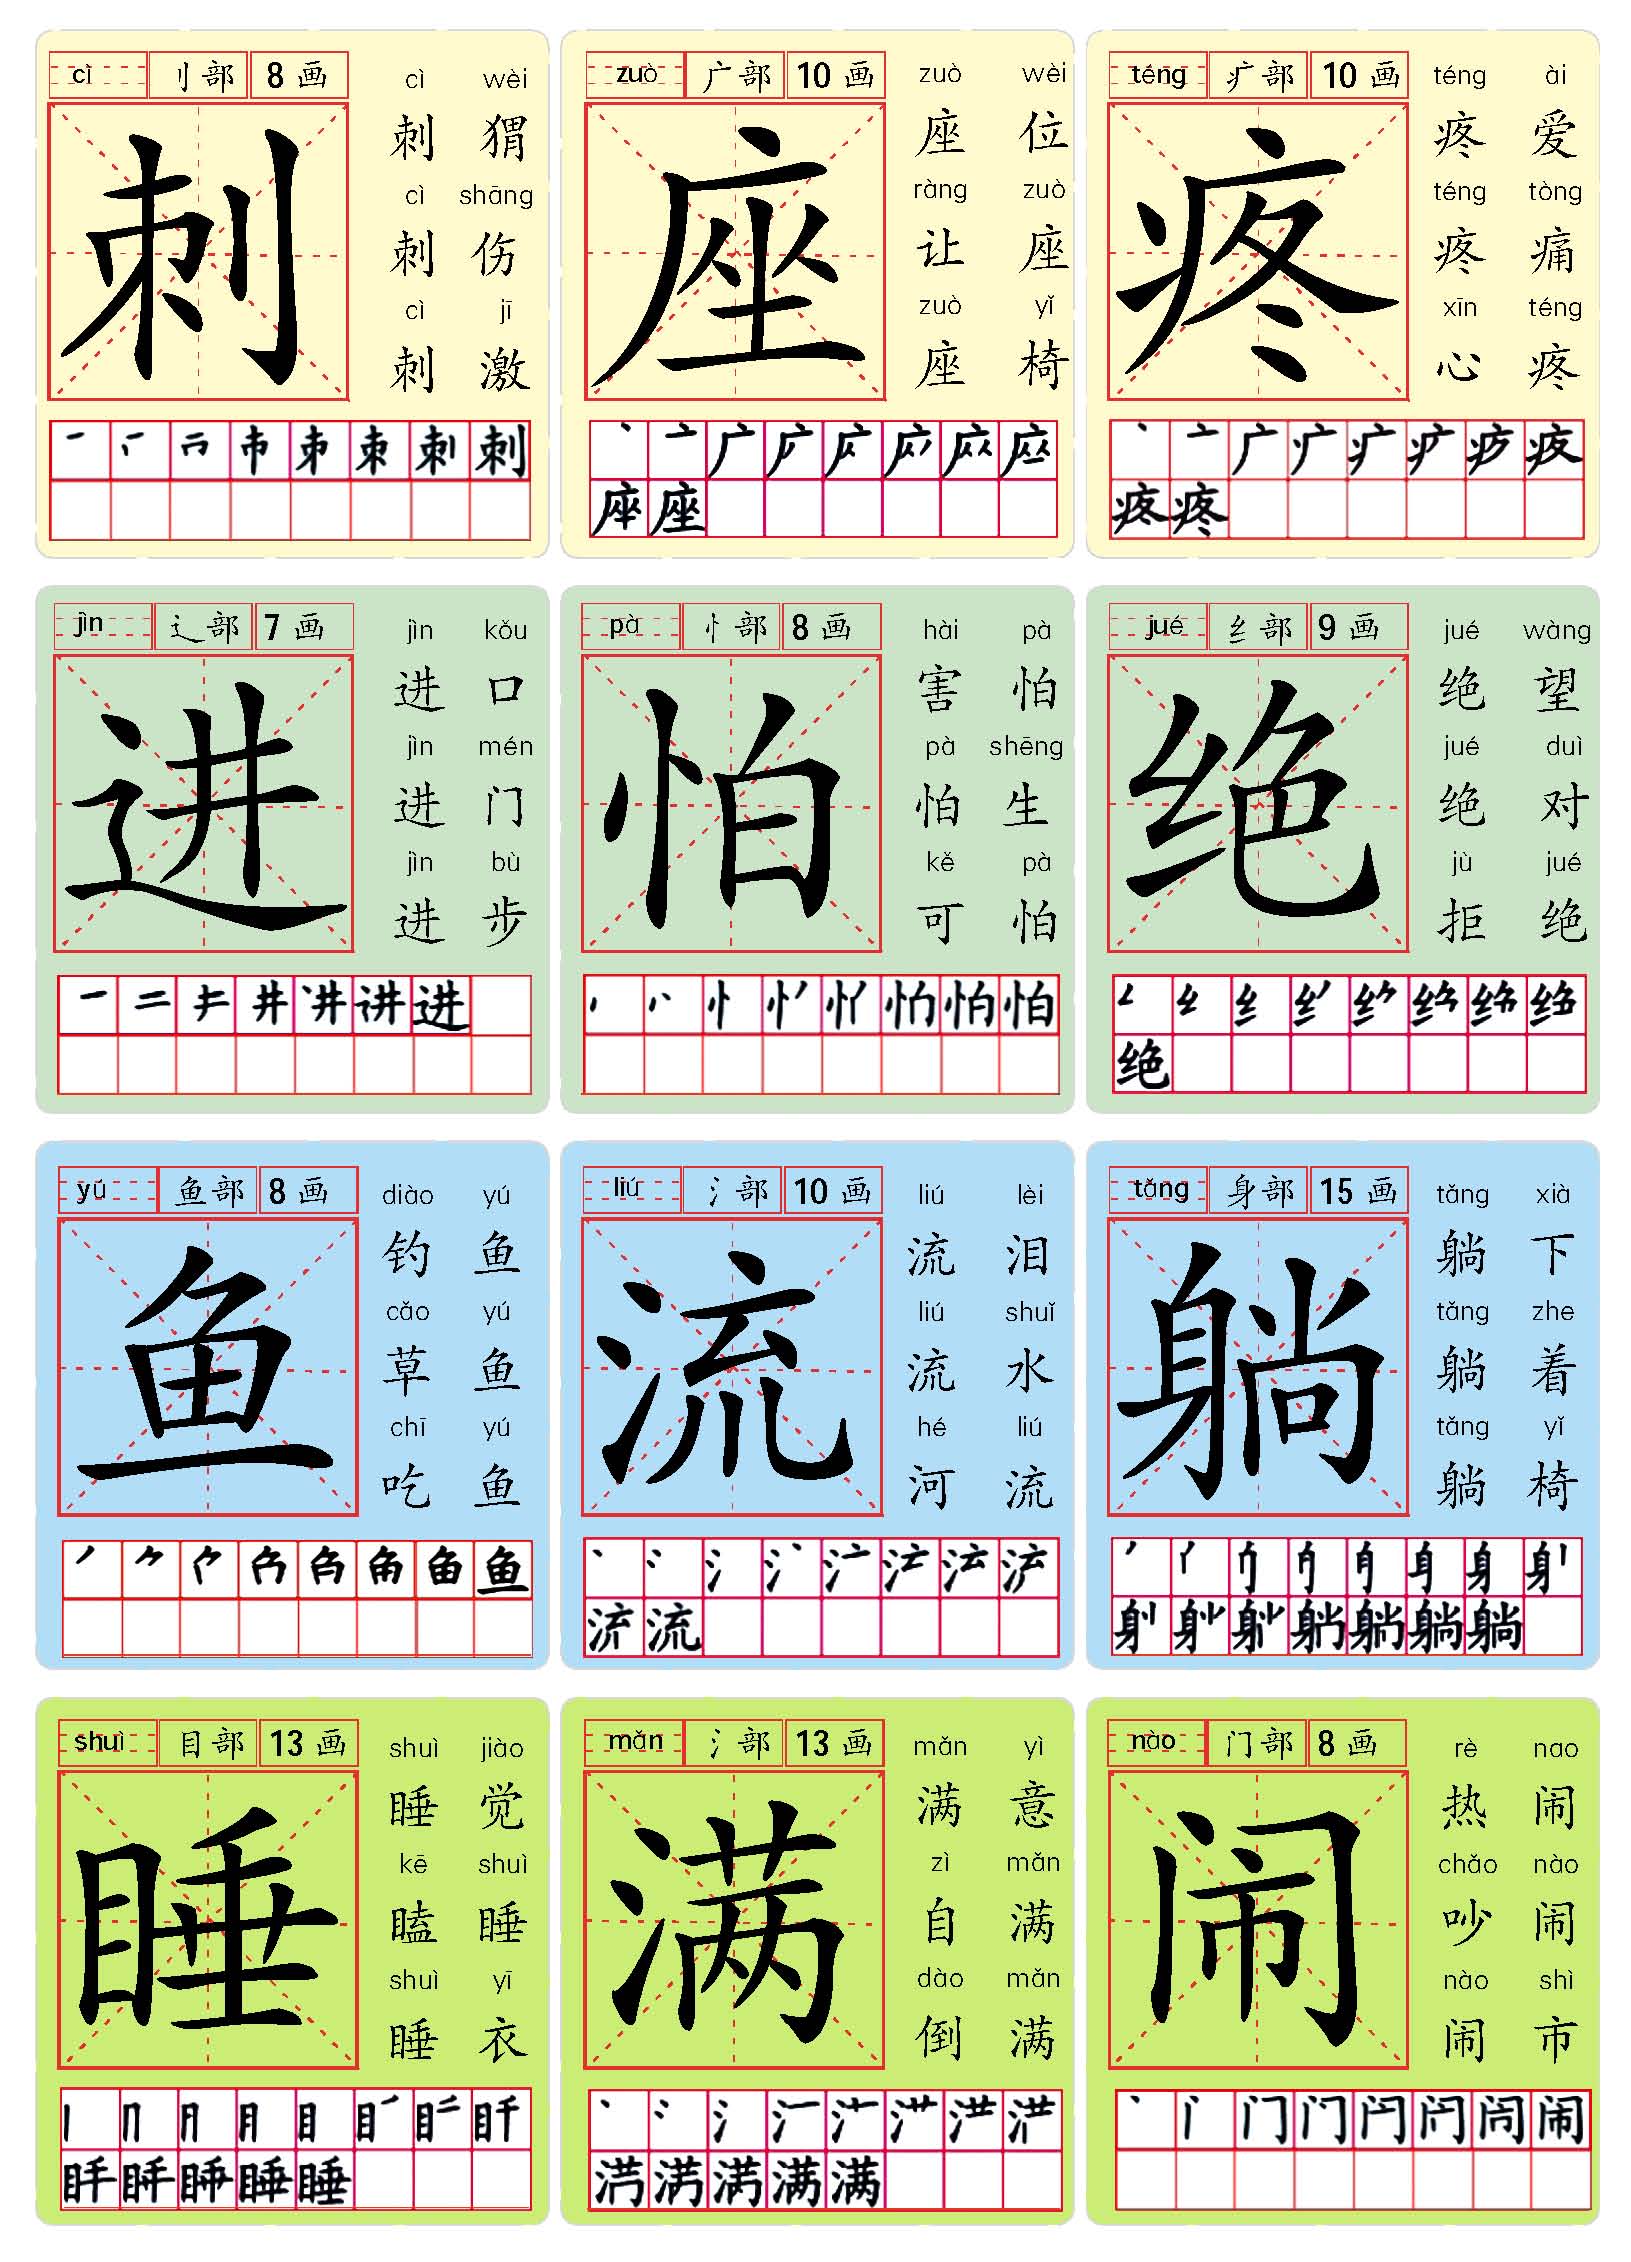 cì 刂部 8 画
刺
cì wèi
刺 猬
cì shāng
刺 伤
cì jī
刺 激
zuò 广部 10 画
座
zuò wèi
座 位
ràng zuò
让 座
zuò yǐ
座 椅
téng 疒部 10 画
疼
téng ài
疼 爱
téng tòng
疼 痛
xīn téng
心 疼
jìn 辶部 7 画
进
jìn kǒu
进 口
jìn mén
进 门
jìn bù
进 步
pà 忄部 8 画
怕
hài pà
害 怕
pà shēng
怕 生
kě pà
可 怕
jué 纟部 9 画
绝
jué wàng
绝 望
jué duì
绝 对
jù jué
拒 绝
yú 鱼部 8 画
鱼
diào yú
钓 鱼
cǎo yú
草 鱼
chī yú
吃 鱼
liú 氵部 10 画
流
liú lèi
流 泪
liú shuǐ
流 水
hé liú
河 流
tǎng 身部 15 画
躺
tǎng xià
躺 下
tǎng zhe
躺 着
tǎng yǐ
躺 椅
shuì 目部 13 画
睡
shuì jiào
睡 觉
kē shuì
瞌 睡
shuì yī
睡 衣
mǎn 氵部 13 画
满
mǎn yì
满 意
zì mǎn
自 满
dào mǎn
倒 满
nào 门部 8 画
闹
rè nao
热 闹
chǎo nào
吵 闹
nào shì
闹 市